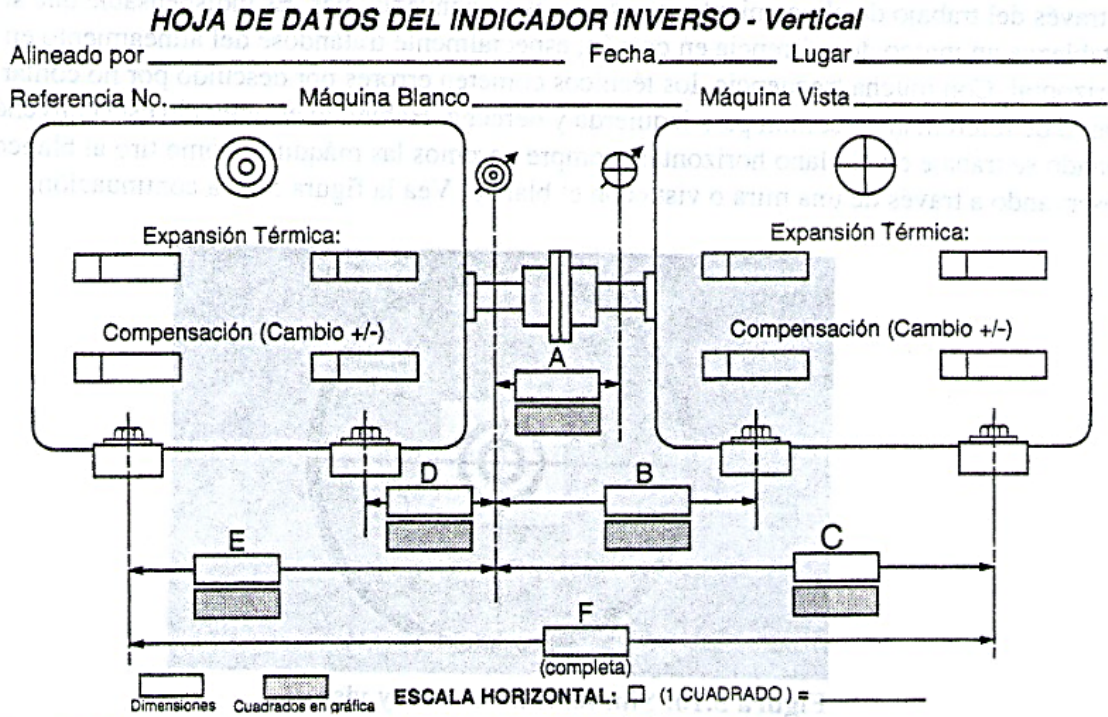 HOJA DE DATOS DEL INDICADOR INVERSO - Vertical
Alineado por Fecha Lugar
Referencia No. Máquina Blanco Máquina Vista
Expansión Térmica: Expansión Térmica:
Compensación (Cambio +/-) Compensación (Cambio +/-)
A
D B
E C
F
(completa)
Dimensiones Cuadrados en gráfica ESCALA HORIZONTAL: (1 CUADRADO) =